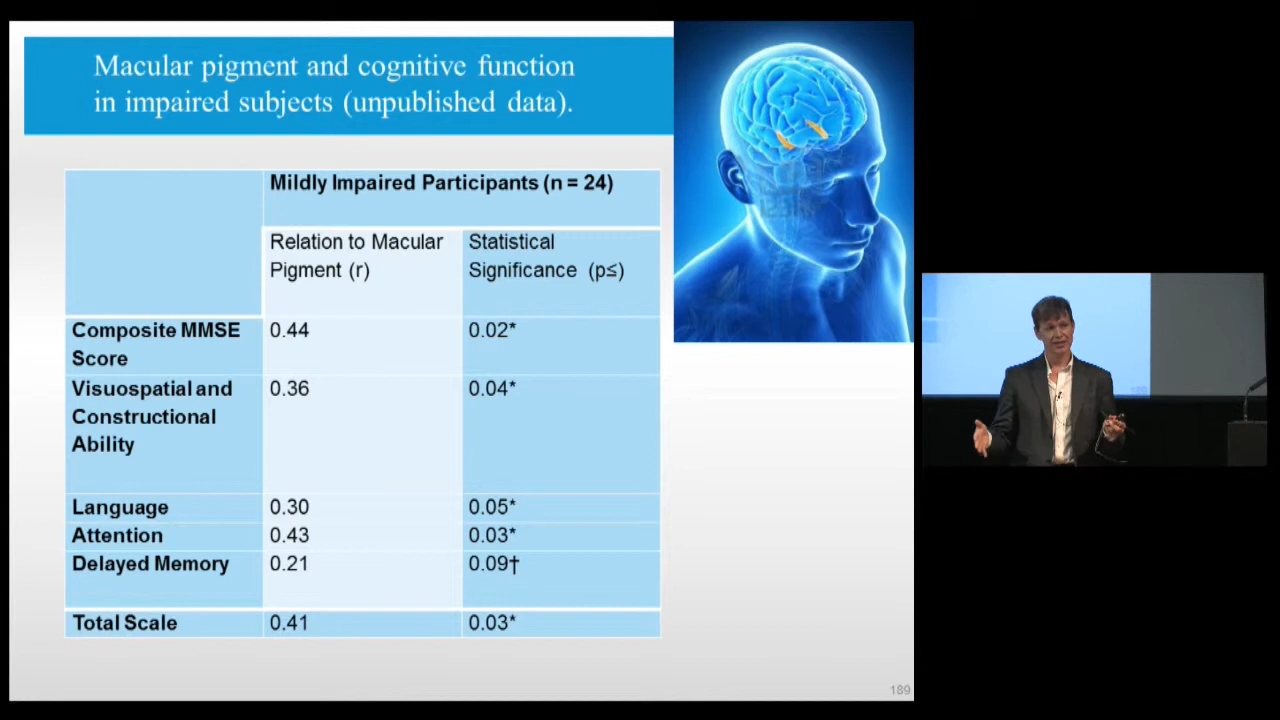 Macular pigment and cognitive function
in impaired subjects (unpublished data).
Mildly Impaired Participants (n = 24)
Relation to Macular
Pigment (r)
Statistical
Significance (p≤)
Composite MMSE
Score
0.44
0.02*
Visuospatial and
Constructional
Ability
0.36
0.04*
Language
0.30
0.05*
Attention
0.43
0.03*
Delayed Memory
0.21
0.09†
Total Scale
0.41
0.03*
189